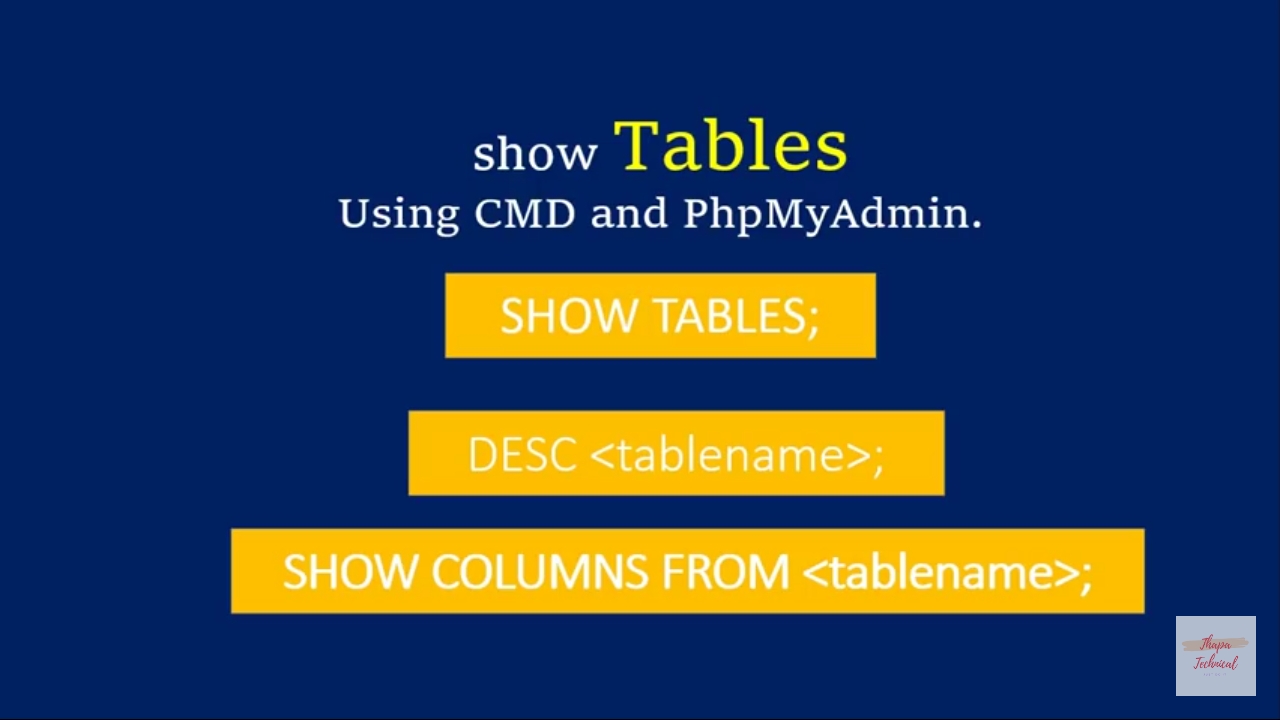 show Tables
Using CMD and PhpMyAdmin.
SHOW TABLES;
DESC <tablename>;
SHOW COLUMNS FROM <tablename>;
Thapa
Technical